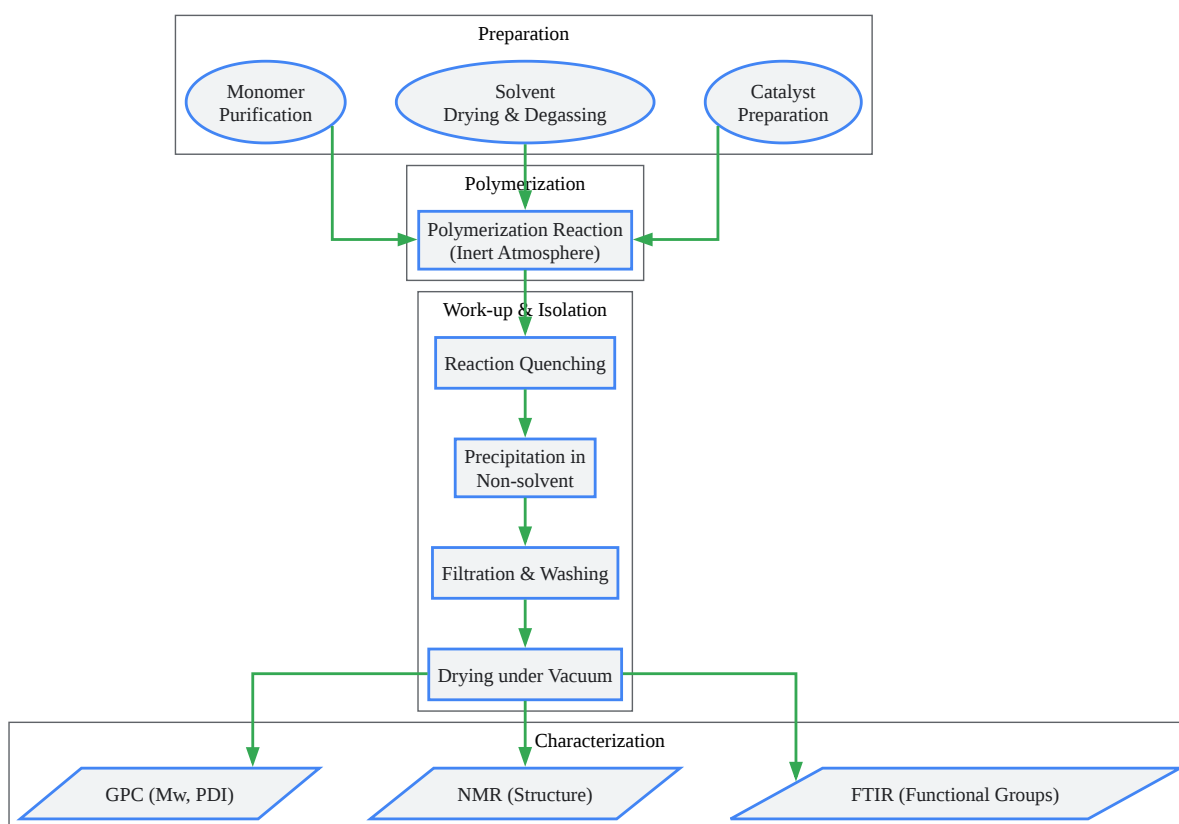 Preparation
Monomer
Purification
Solvent
Drying & Degassing
Catalyst
Preparation
Polymerization
Polymerization Reaction
(Inert Atmosphere)
Work-up & Isolation
Reaction Quenching
Precipitation in
Non-solvent
Filtration & Washing
Drying under Vacuum
Characterization
GPC (Mw, PDI)
NMR (Structure)
FTIR (Functional Groups)